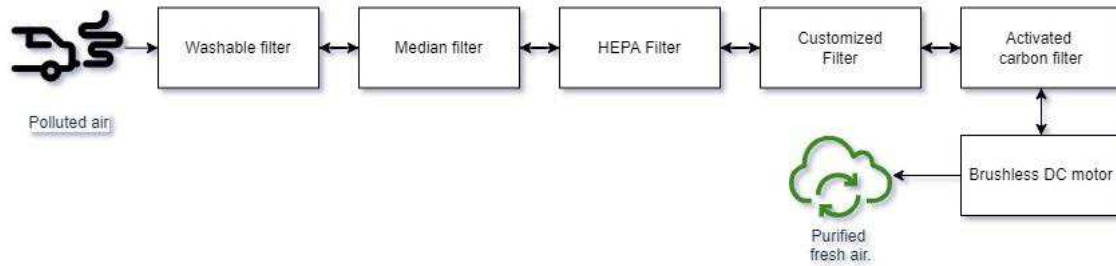 Washable filter
Median filter
HEPA Filter
Customized
Filter
Activated
carbon filter
Polluted air
Brushless DC motor
Purified
fresh air.